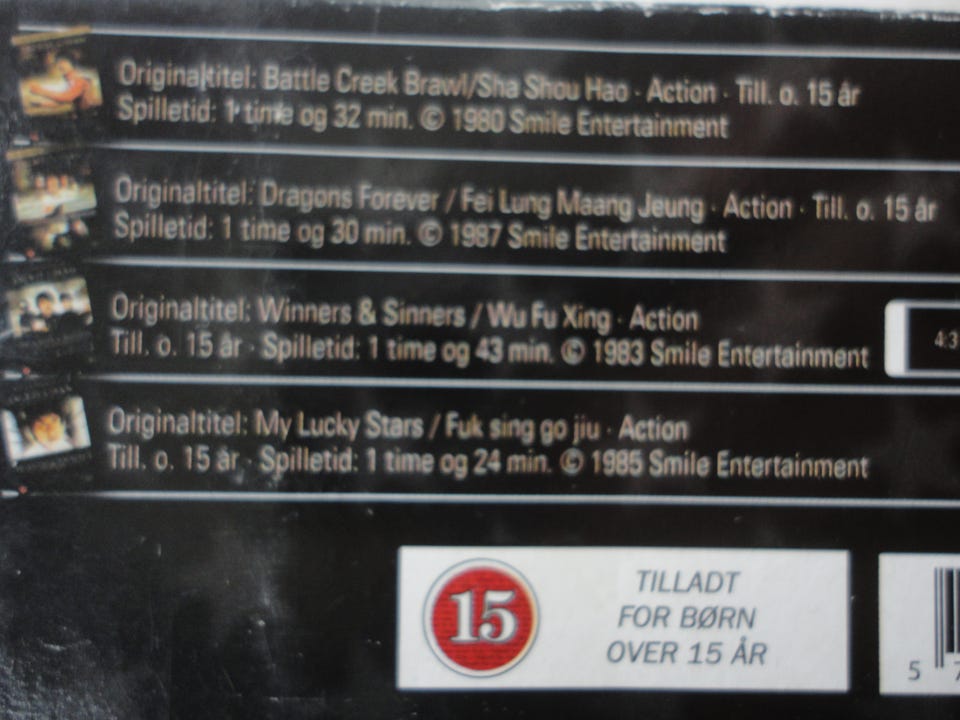 Originaltitel: Battle Creek Brawl/Sha Shou Hao · Action · Till. o. 15 år
Spilletid: 1 time og 32 min. © 1980 Smile Entertainment
Originaltitel: Dragons Forever / Fei Lung Maang Jeung · Action · Till. o. 15 år
Spilletid: 1 time og 30 min. © 1987 Smile Entertainment
Originaltitel: Winners & Sinners / Wu Fu Xing · Action
Till. o. 15 år · Spilletid: 1 time og 43 min. © 1983 Smile Entertainment
4:3
Originaltitel: My Lucky Stars / Fuk sing go jiu · Action
Till. o. 15 år · Spilletid: 1 time og 24 min. © 1985 Smile Entertainment
15
TILLADT
FOR BØRN
OVER 15 ÅR
5 7